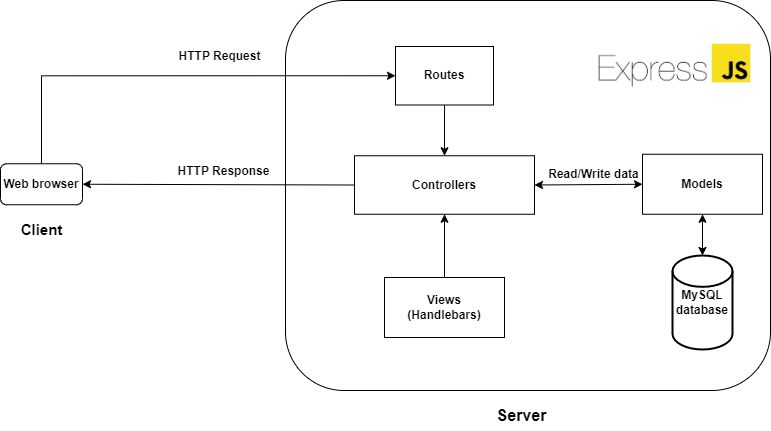 HTTP Request
Routes
Express JS
Web browser
Client
HTTP Response
Controllers
Read/Write data
Models
Views
(Handlebars)
MySQL
database
Server